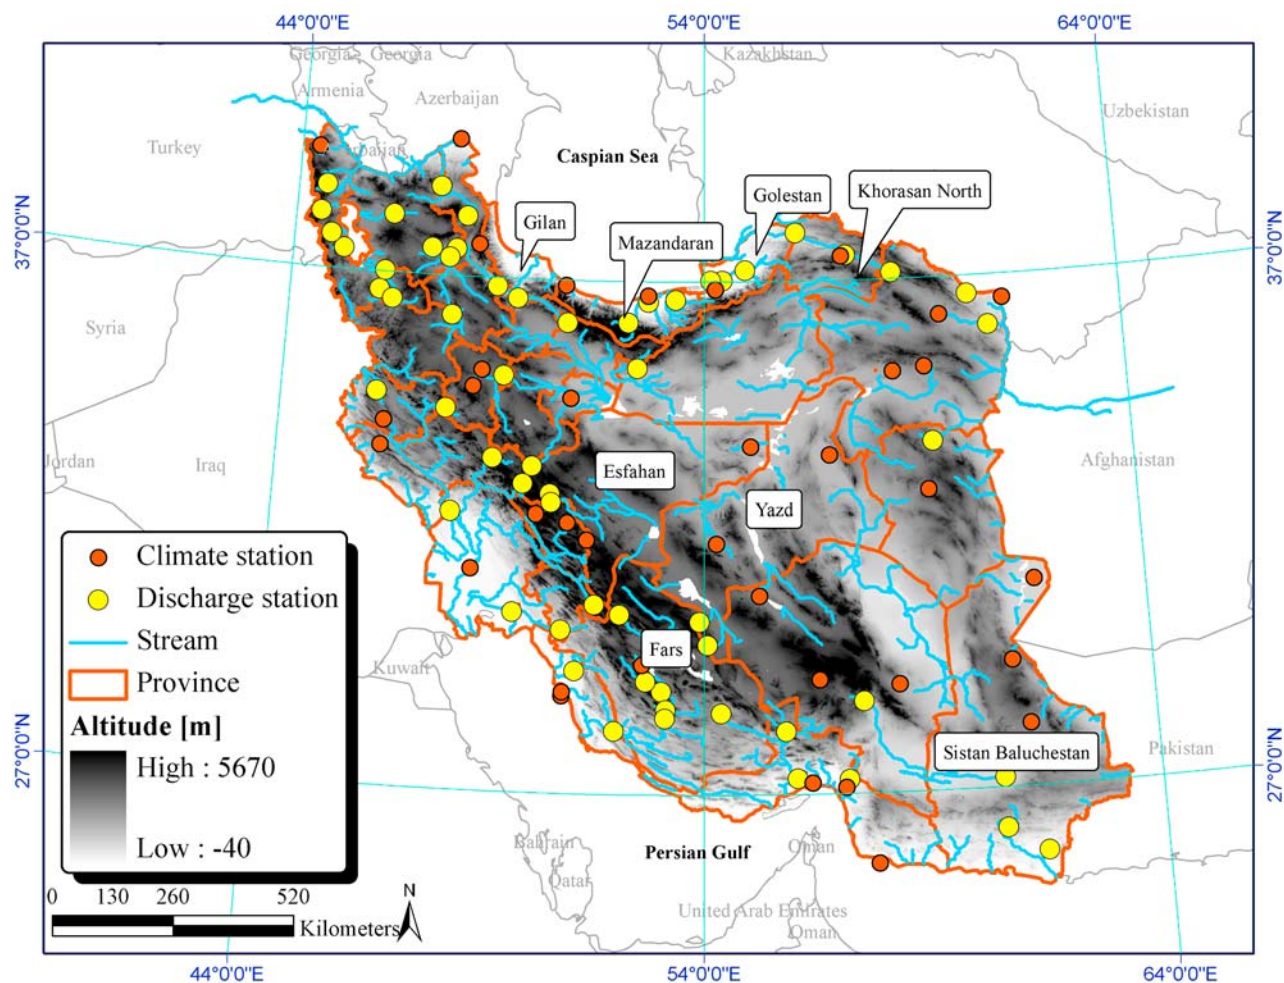 44°0'0"E 54°0'0"E 64°0'0"E
Georgia Georgia Kazakhstan
Armenia
Azerbaijan
Uzbekistan
Turkey
Caspian Sea
Golestan Khorasan North
Gilan
Mazandaran
37°0'0"N
37°0'0"N
Syria
Jordan
Iraq
Esfahan
Afghanistan
Yazd
Climate station
Discharge station
Stream
Province
Altitude [m]
High : 5670
Low : -40
Kuwait
Fars
Sistan Baluchestan
Pakistan
27°0'0"N
27°0'0"N
Bahrain
Persian Gulf
Oman
Qatar
United Arab Emirates
Oman
0 130 260 520
Kilometers
N
44°0'0"E 54°0'0"E 64°0'0"E